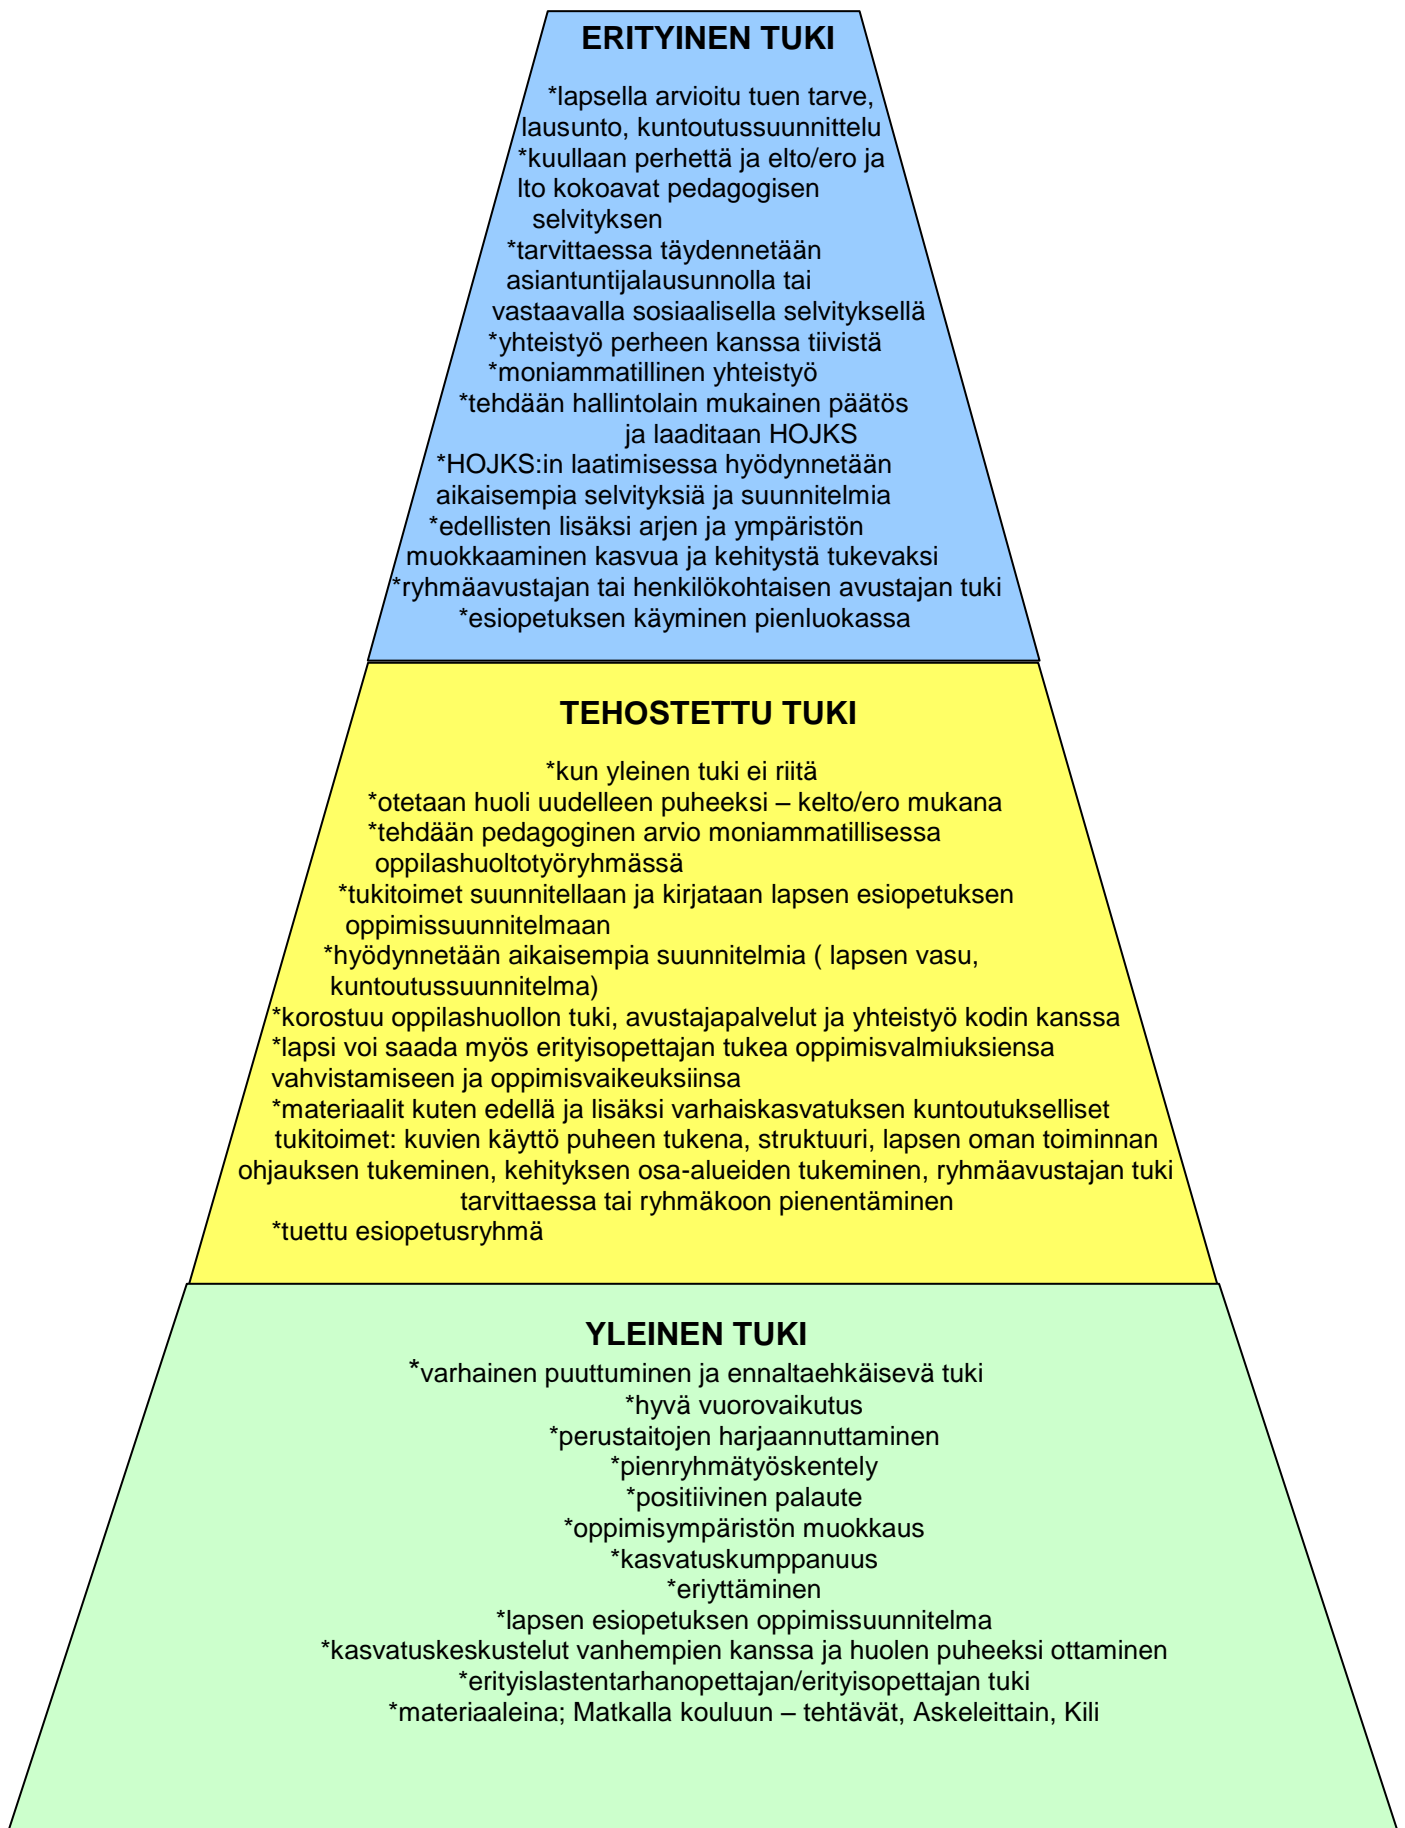 ERITYINEN TUKI
*lapsella arvioitu tuen tarve,
lausunto, kuntoutussuunnittelu
*kuullaan perhettä ja elto/ero ja
lto kokoavat pedagogisen
selvityksen
*tarvittaessa täydennetään
asiantuntijalausunnolla tai
vastaavalla sosiaalisella selvityksellä
*yhteistyö perheen kanssa tiivistä
*moniammatillinen yhteistyö
*tehdään hallintolain mukainen päätös
ja laaditaan HOJKS
*HOJKS:in laatimisessa hyödynnetään
aikaisempia selvityksiä ja suunnitelmia
*edellisten lisäksi arjen ja ympäristön
muokkaaminen kasvua ja kehitystä tukevaksi
*ryhmäavustajan tai henkilökohtaisen avustajan tuki
*esiopetuksen käyminen pienluokassa
TEHOSTETTU TUKI
*kun yleinen tuki ei riitä
*otetaan huoli uudelleen puheeksi – kelto/ero mukana
*tehdään pedagoginen arvio moniammatillisessa
oppilashuoltotyöryhmässä
*tukitoimet suunnitellaan ja kirjataan lapsen esiopetuksen
oppimissuunnitelmaan
*hyödynnetään aikaisempia suunnitelmia ( lapsen vasu,
kuntoutussuunnitelma)
*korostuu oppilashuollon tuki, avustajapalvelut ja yhteistyö kodin kanssa
*lapsi voi saada myös erityisopettajan tukea oppimisvalmiuksiensa
vahvistamiseen ja oppimisvaikeuksiinsa
*materiaalit kuten edellä ja lisäksi varhaiskasvatuksen kuntoutukselliset
tukitoimet: kuvien käyttö puheen tukena, struktuuri, lapsen oman toiminnan
ohjauksen tukeminen, kehityksen osa-alueiden tukeminen, ryhmäavustajan tuki
tarvittaessa tai ryhmäkoon pienentäminen
*tuettu esiopetusryhmä
YLEINEN TUKI
*varhainen puuttuminen ja ennaltaehkäisevä tuki
*hyvä vuorovaikutus
*perustaitojen harjaannuttaminen
*pienryhmätyöskentely
*positiivinen palaute
*oppimisympäristön muokkaus
*kasvatuskumppanuus
*eriyttäminen
*lapsen esiopetuksen oppimissuunnitelma
*kasvatuskeskustelut vanhempien kanssa ja huolen puheeksi ottaminen
*erityislastentarhanopettajan/erityisopettajan tuki
*materiaaleina; Matkalla kouluun – tehtävät, Askeleittain, Kili